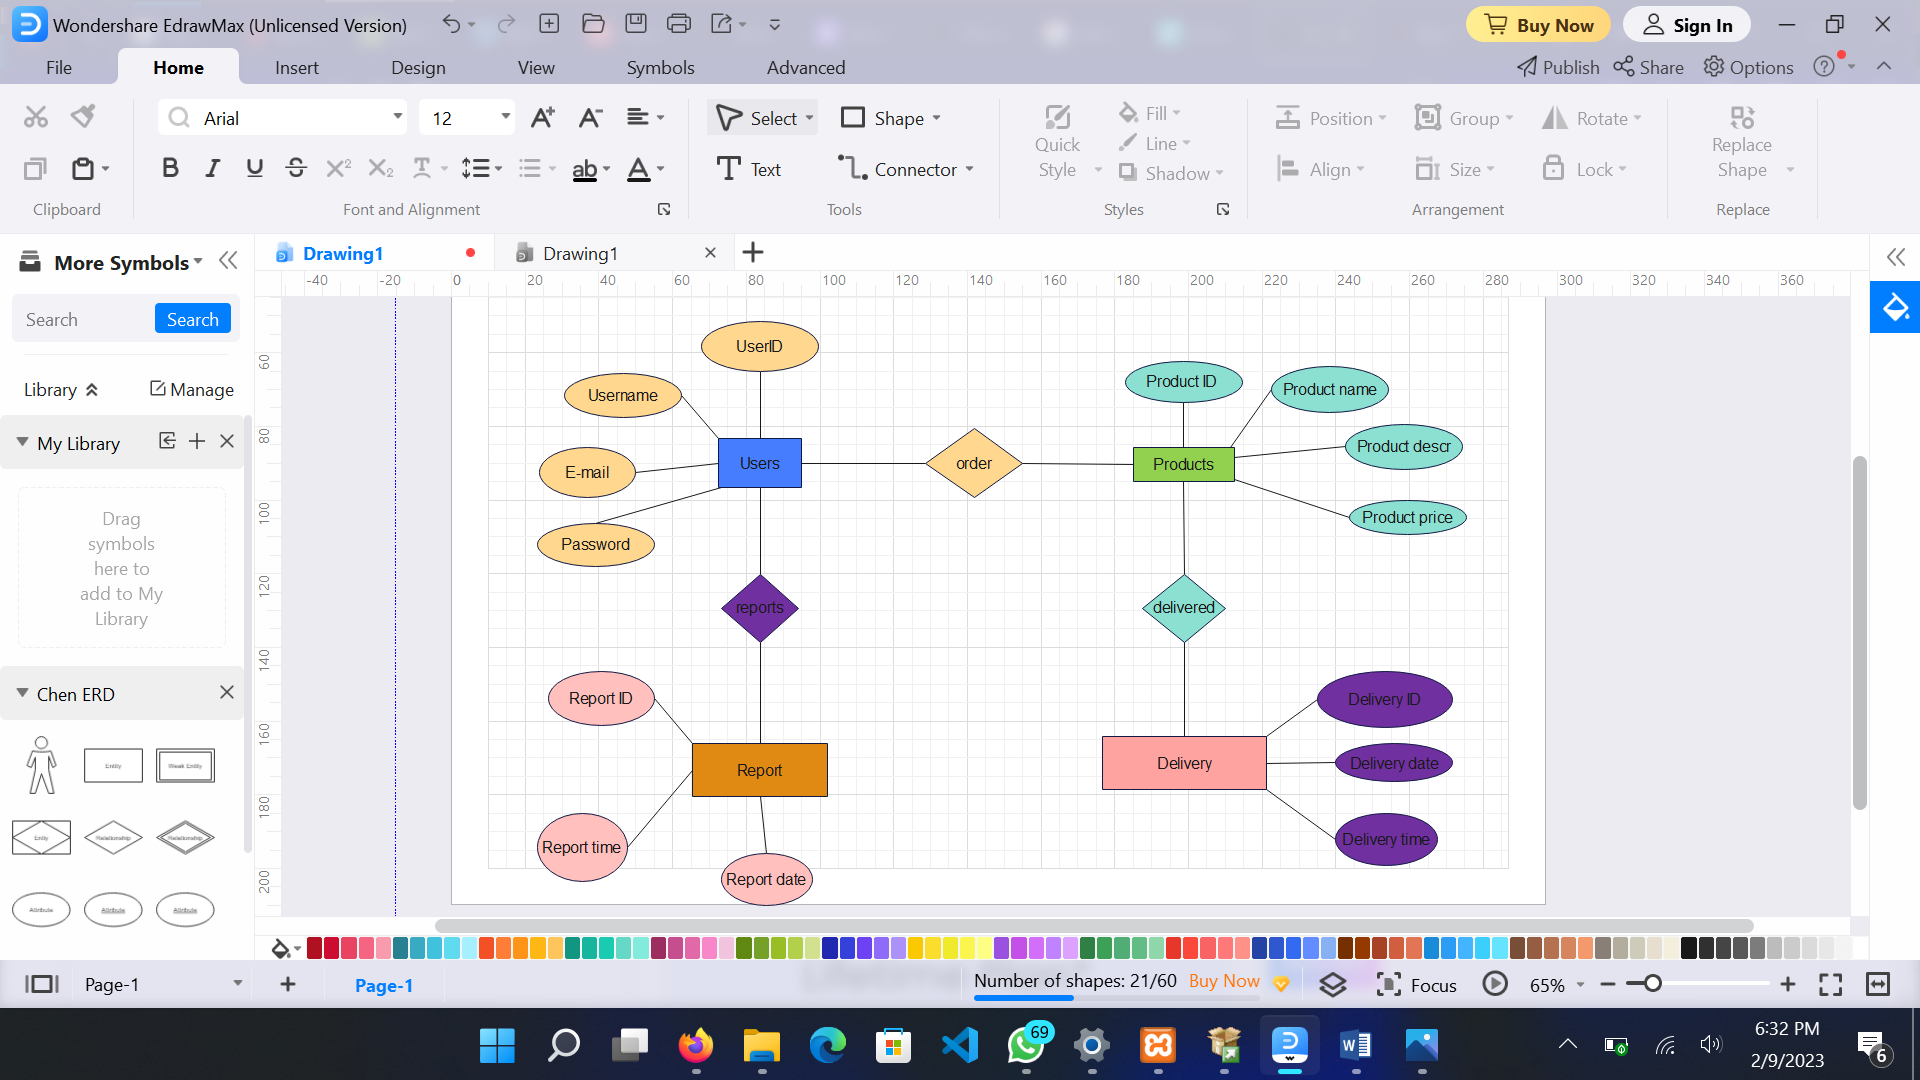 Wondershare EdrawMax (Unlicensed Version)
Buy Now
Sign In
File
Home
Insert
Design
View
Symbols
Advanced
Publish
Share
Options
Arial
12
Select
Shape
Text
Connector
Quick
Style
Fill
Line
Shadow
Position
Group
Rotate
Align
Size
Lock
Replace
Shape
Clipboard
Font and Alignment
Tools
Styles
Arrangement
Replace
More Symbols
Drawing1
Drawing1
-40 -20 0 20 40 60 80 100 120 140 160 180 200 220 240 260 280 300 320 340 360
60
80
100
120
140
160
180
200
Search
Search
Library
Manage
My Library
Drag
symbols
here to
add to My
Library
Chen ERD
Entity
Weak Entity
Entity
Relationship
Relationship
Attribute
Attribute
Attribute
UserID
Username
E-mail
Password
Users
order
Product ID
Product name
Product descr
Product price
Products
reports
delivered
Report ID
Report
Report time
Report date
Delivery
Delivery ID
Delivery date
Delivery time
Page-1
Page-1
Number of shapes: 21/60
Buy Now
Focus
65%
69
6:32 PM
2/9/2023
6